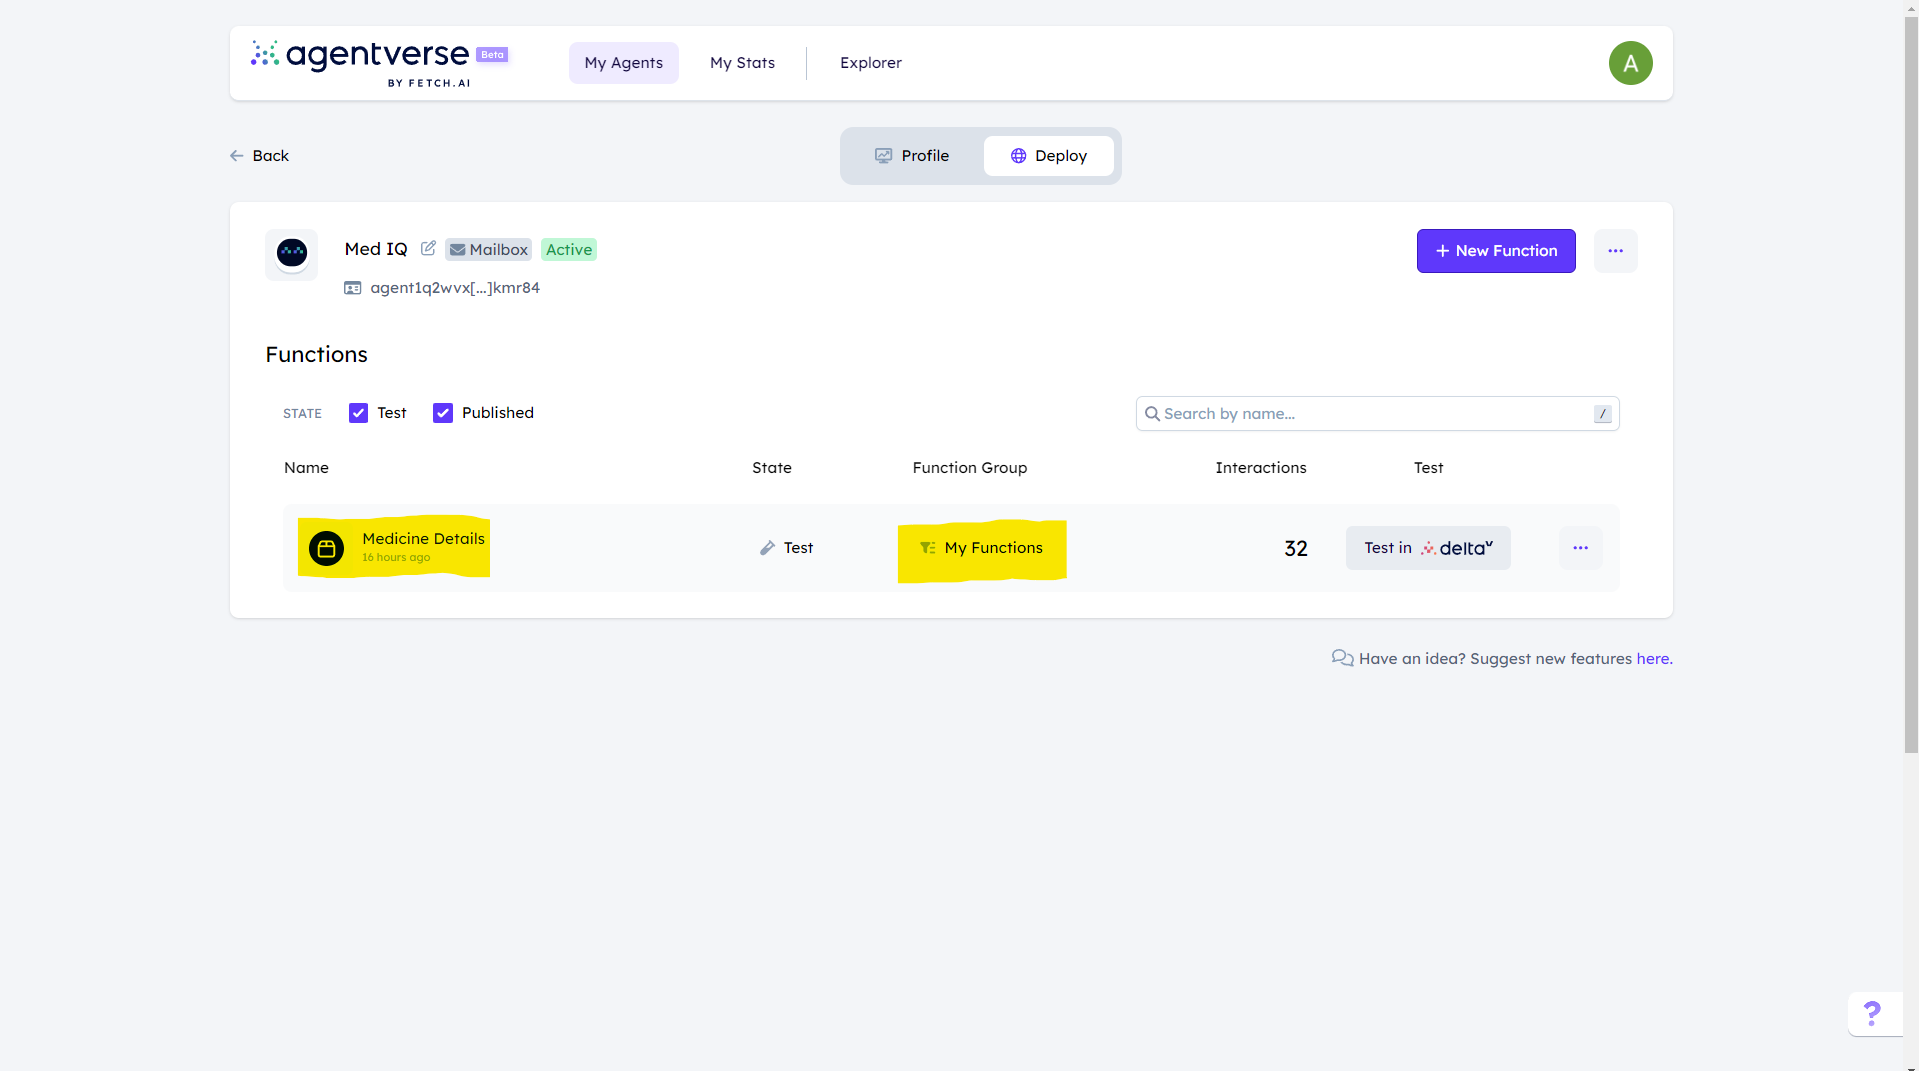 agentverse Beta
BY FETCH.AI
My Agents
My Stats
Explorer
A
Back
Profile
Deploy
Med IQ
Mailbox
Active
agent1q2wvx[...]kmr84
+ New Function
Functions
STATE
Test
Published
Search by name...
/
Name
State
Function Group
Interactions
Test
Medicine Details
16 hours ago
Test
My Functions
32
Test in deltaV
Have an idea? Suggest new features here.
?